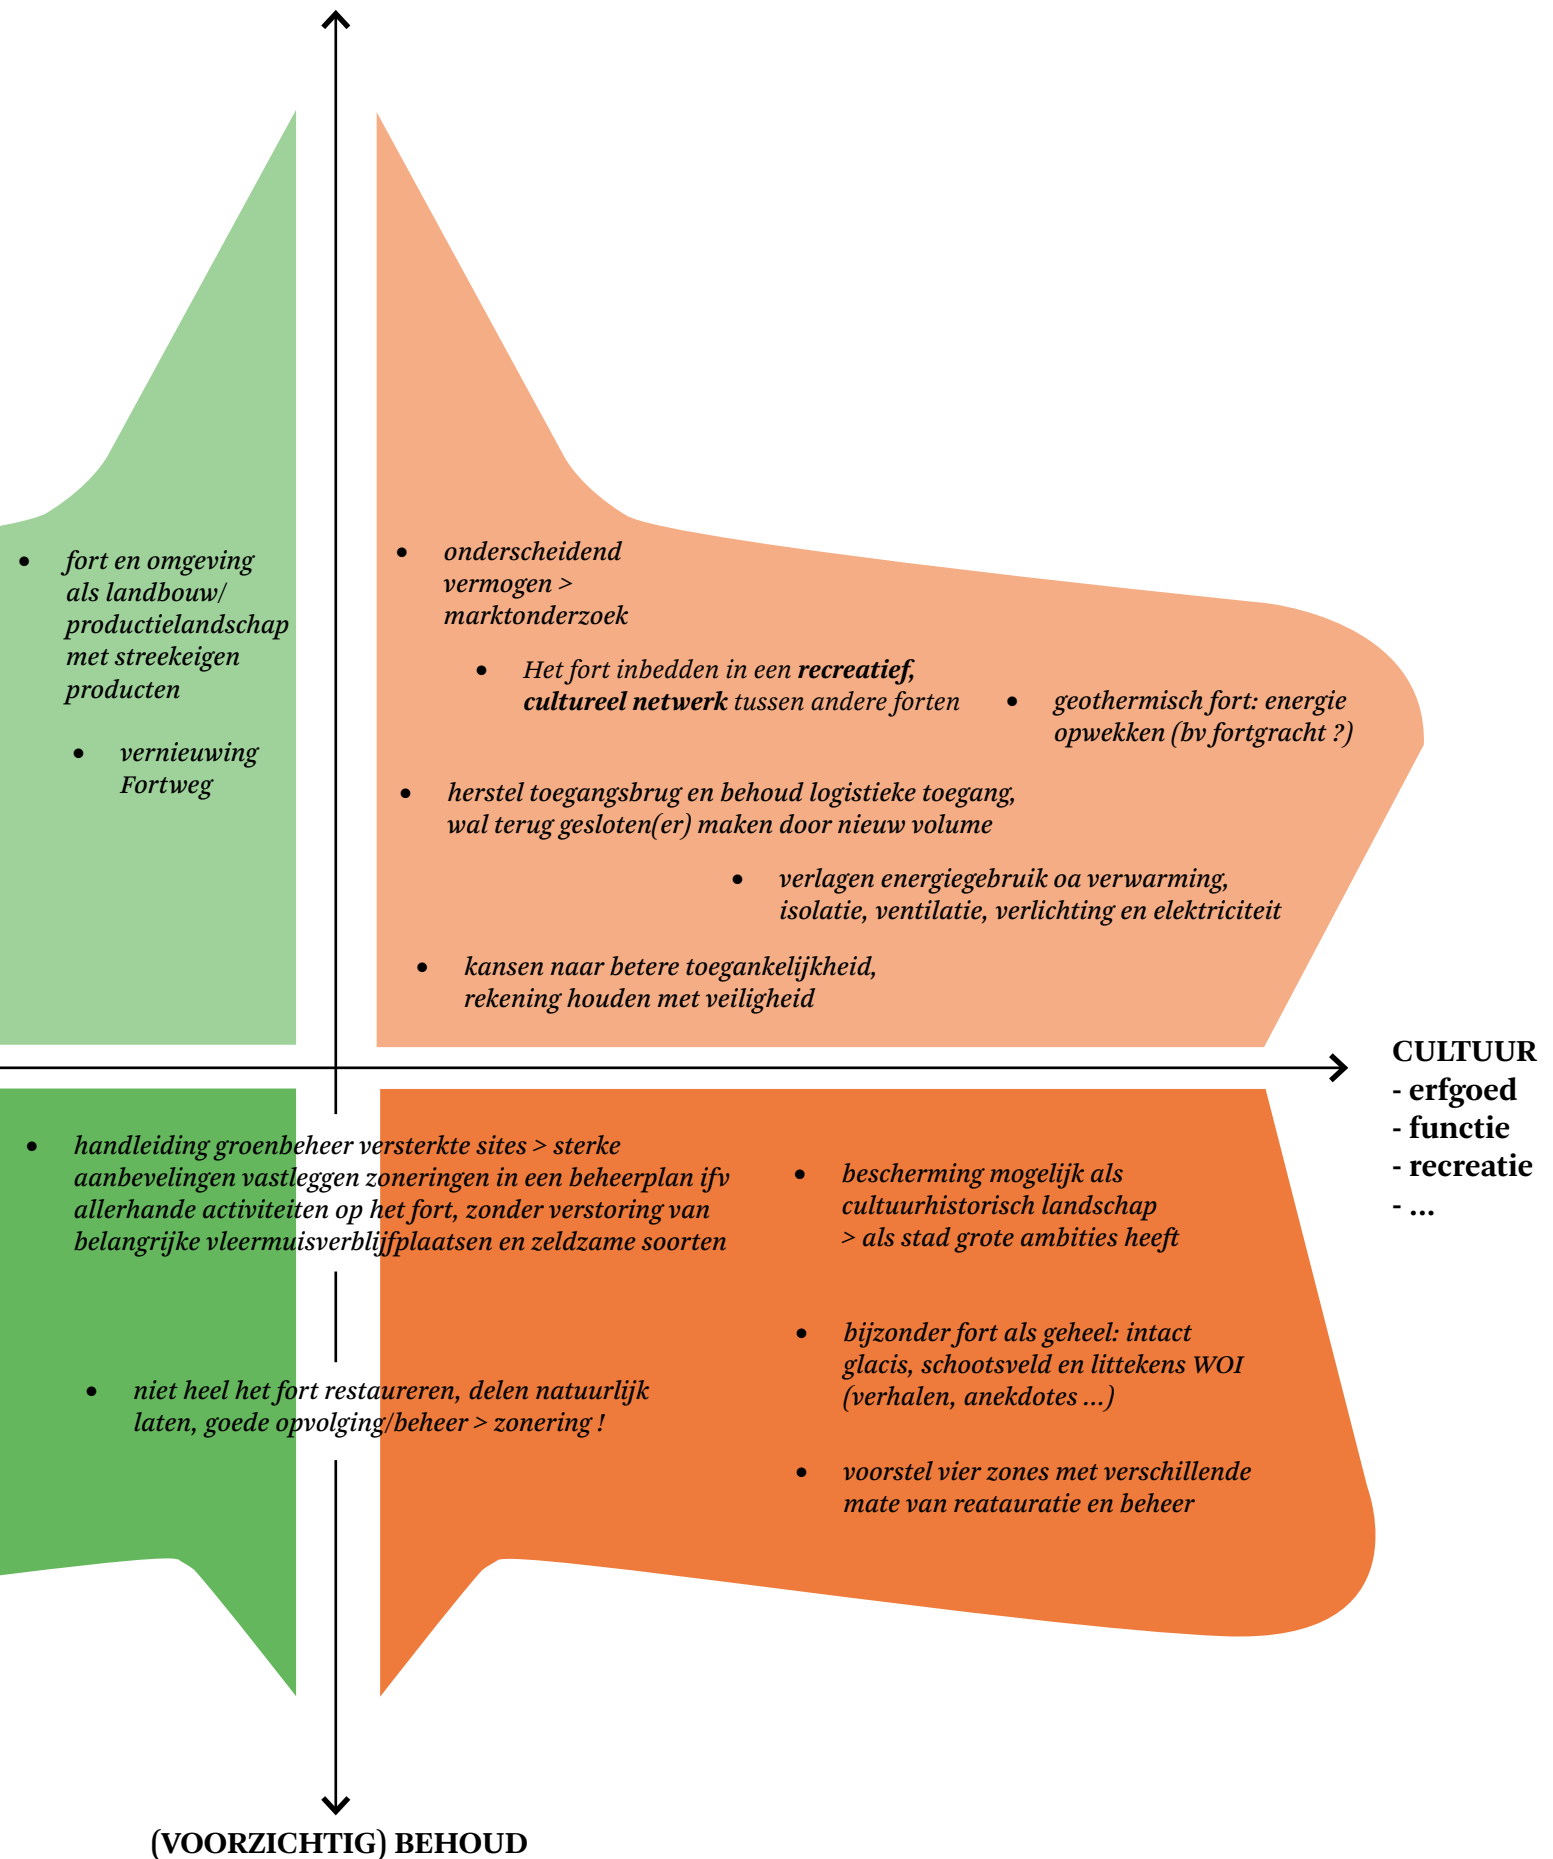 • fort en omgeving
als landbouw/
productielandschap
met streekeigen
producten
• vernieuwing
Fortweg
• onderscheidend
vermogen >
marktonderzoek
• Het fort inbedden in een recreatief,
cultureel netwerk tussen andere forten
• geothermisch fort: energie
opwekken (bv fortgracht ?)
• herstel toegangsbrug en behoud logistieke toegang,
wal terug gesloten(er) maken door nieuw volume
• verlagen energiegebruik oa verwarming,
isolatie, ventilatie, verlichting en elektriciteit
• kansen naar betere toegankelijkheid,
rekening houden met veiligheid
CULTUUR
- erfgoed
- functie
- recreatie
- ...
• handleiding groenbeheer versterkte sites > sterke
aanbevelingen vastleggen zoneringen in een beheerplan ifv
allerhande activiteiten op het fort, zonder verstoring van
belangrijke vleermuisverblijfplaatsen en zeldzame soorten
• niet heel het fort restaureren, delen natuurlijk
laten, goede opvolging/beheer > zonering !
• bescherming mogelijk als
cultuurhistorisch landschap
> als stad grote ambities heeft
• bijzonder fort als geheel: intact
glacis, schootsveld en littekens WOI
(verhalen, anekdotes ...)
• voorstel vier zones met verschillende
mate van reatauratie en beheer
(VOORZICHTIG) BEHOUD